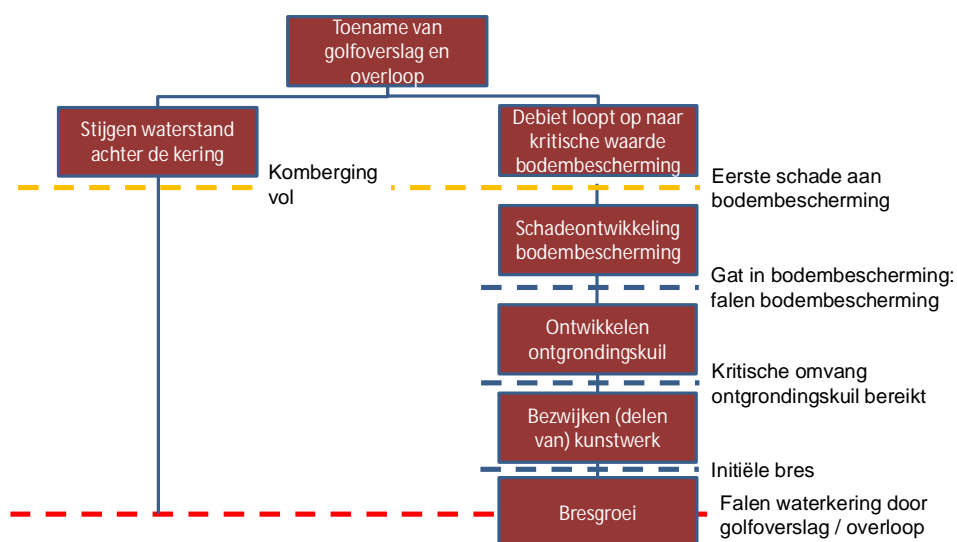 Toename van
golfoverslag en
overloop
Stijgen waterstand
achter de kering
Debiet loopt op naar
kritische waarde
bodembescherming
Komberging
vol
Eerste schade aan
bodembescherming
Schadeontwikkeling
bodembescherming
Gat in bodembescherming:
falen bodembescherming
Ontwikkelen
ontgrondingskuil
Kritische omvang
ontgrondingskuil bereikt
Bezwijken (delen
van) kunstwerk
Initiële bres
Bresgroei
Falen waterkering door
golfoverslag / overloop